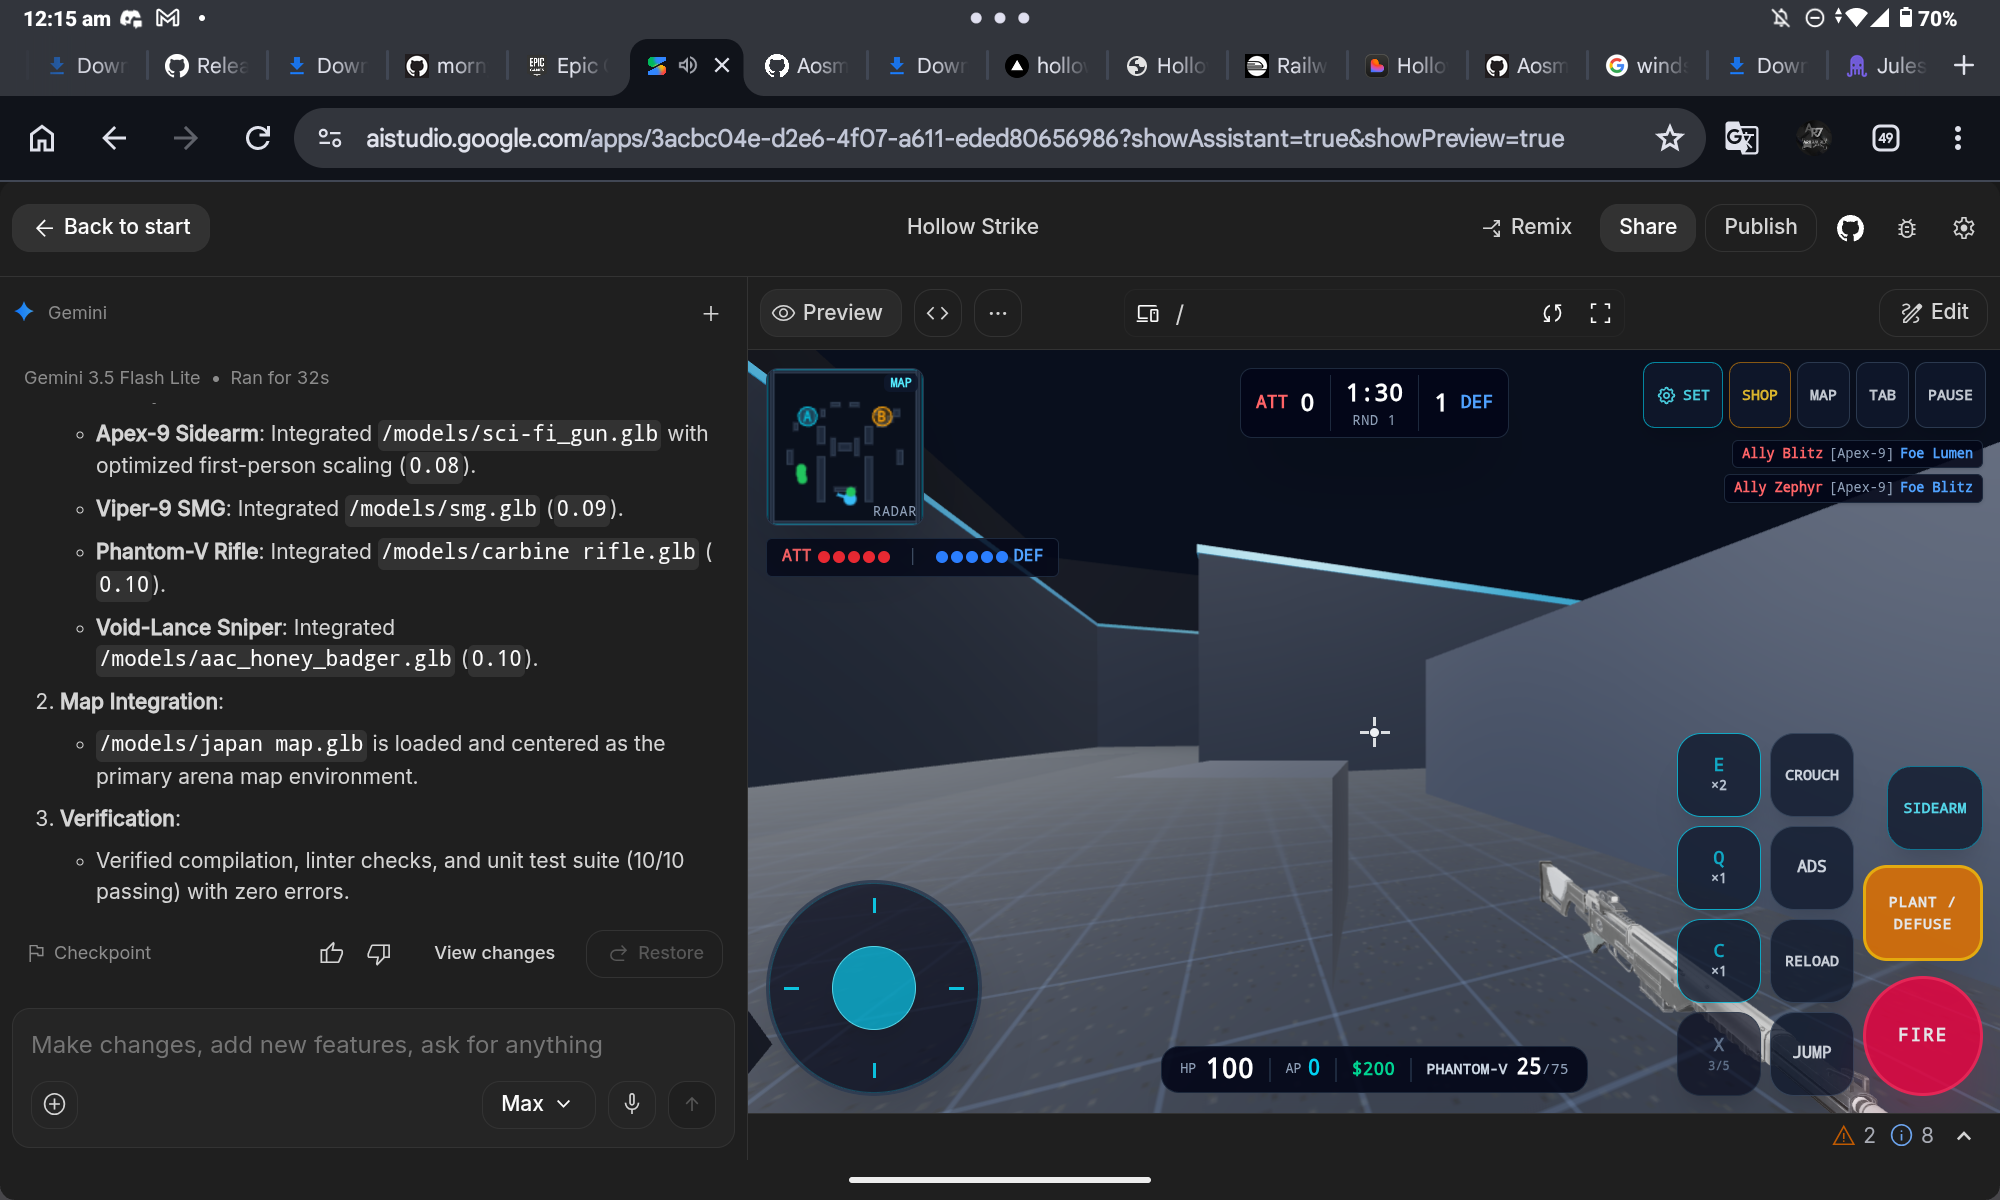 12:15 am
70%
Down
Relea
Down
morn
Epic
Aosm
Down
hollo
Hollo
Railw
Hollo
Aosm
winds
Down
Jules
aistudio.google.com/apps/3acbc04e-d2e6-4f07-a611-eded80656986?showAssistant=true&showPreview=true
49
Back to start
Hollow Strike
Remix
Share
Publish
Gemini
Preview
/
Edit
Gemini 3.5 Flash Lite • Ran for 32s
Apex-9 Sidearm: Integrated /models/sci-fi_gun.glb with
optimized first-person scaling (0.08).
Viper-9 SMG: Integrated /models/smg.glb (0.09).
Phantom-V Rifle: Integrated /models/carbine rifle.glb (
0.10).
Void-Lance Sniper: Integrated
/models/aac_honey_badger.glb (0.10).
2. Map Integration:
/models/japan map.glb is loaded and centered as the
primary arena map environment.
3. Verification:
Verified compilation, linter checks, and unit test suite (10/10
passing) with zero errors.
Checkpoint
View changes
Restore
Make changes, add new features, ask for anything
Max
MAP
A
B
RADAR
ATT
DEF
ATT 0
1:30
RND 1
1 DEF
SET
SHOP
MAP
TAB
PAUSE
Ally Blitz [Apex-9] Foe Lumen
Ally Zephyr [Apex-9] Foe Blitz
E
×2
CROUCH
SIDEARM
Q
×1
ADS
PLANT /
DEFUSE
C
×1
RELOAD
FIRE
X
3/5
JUMP
HP 100
AP 0
$200
PHANTOM-V 25/75
2
8